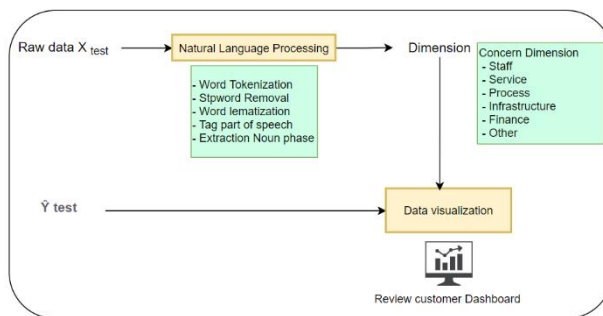 Raw data X test
Natural Language Processing
Dimension
- Word Tokenization
- Stpword Removal
- Word lematization
- Tag part of speech
- Extraction Noun phase
Concern Dimension
- Staff
- Service
- Process
- Infrastructure
- Finance
- Other
Ŷ test
Data visualization
Review customer Dashboard